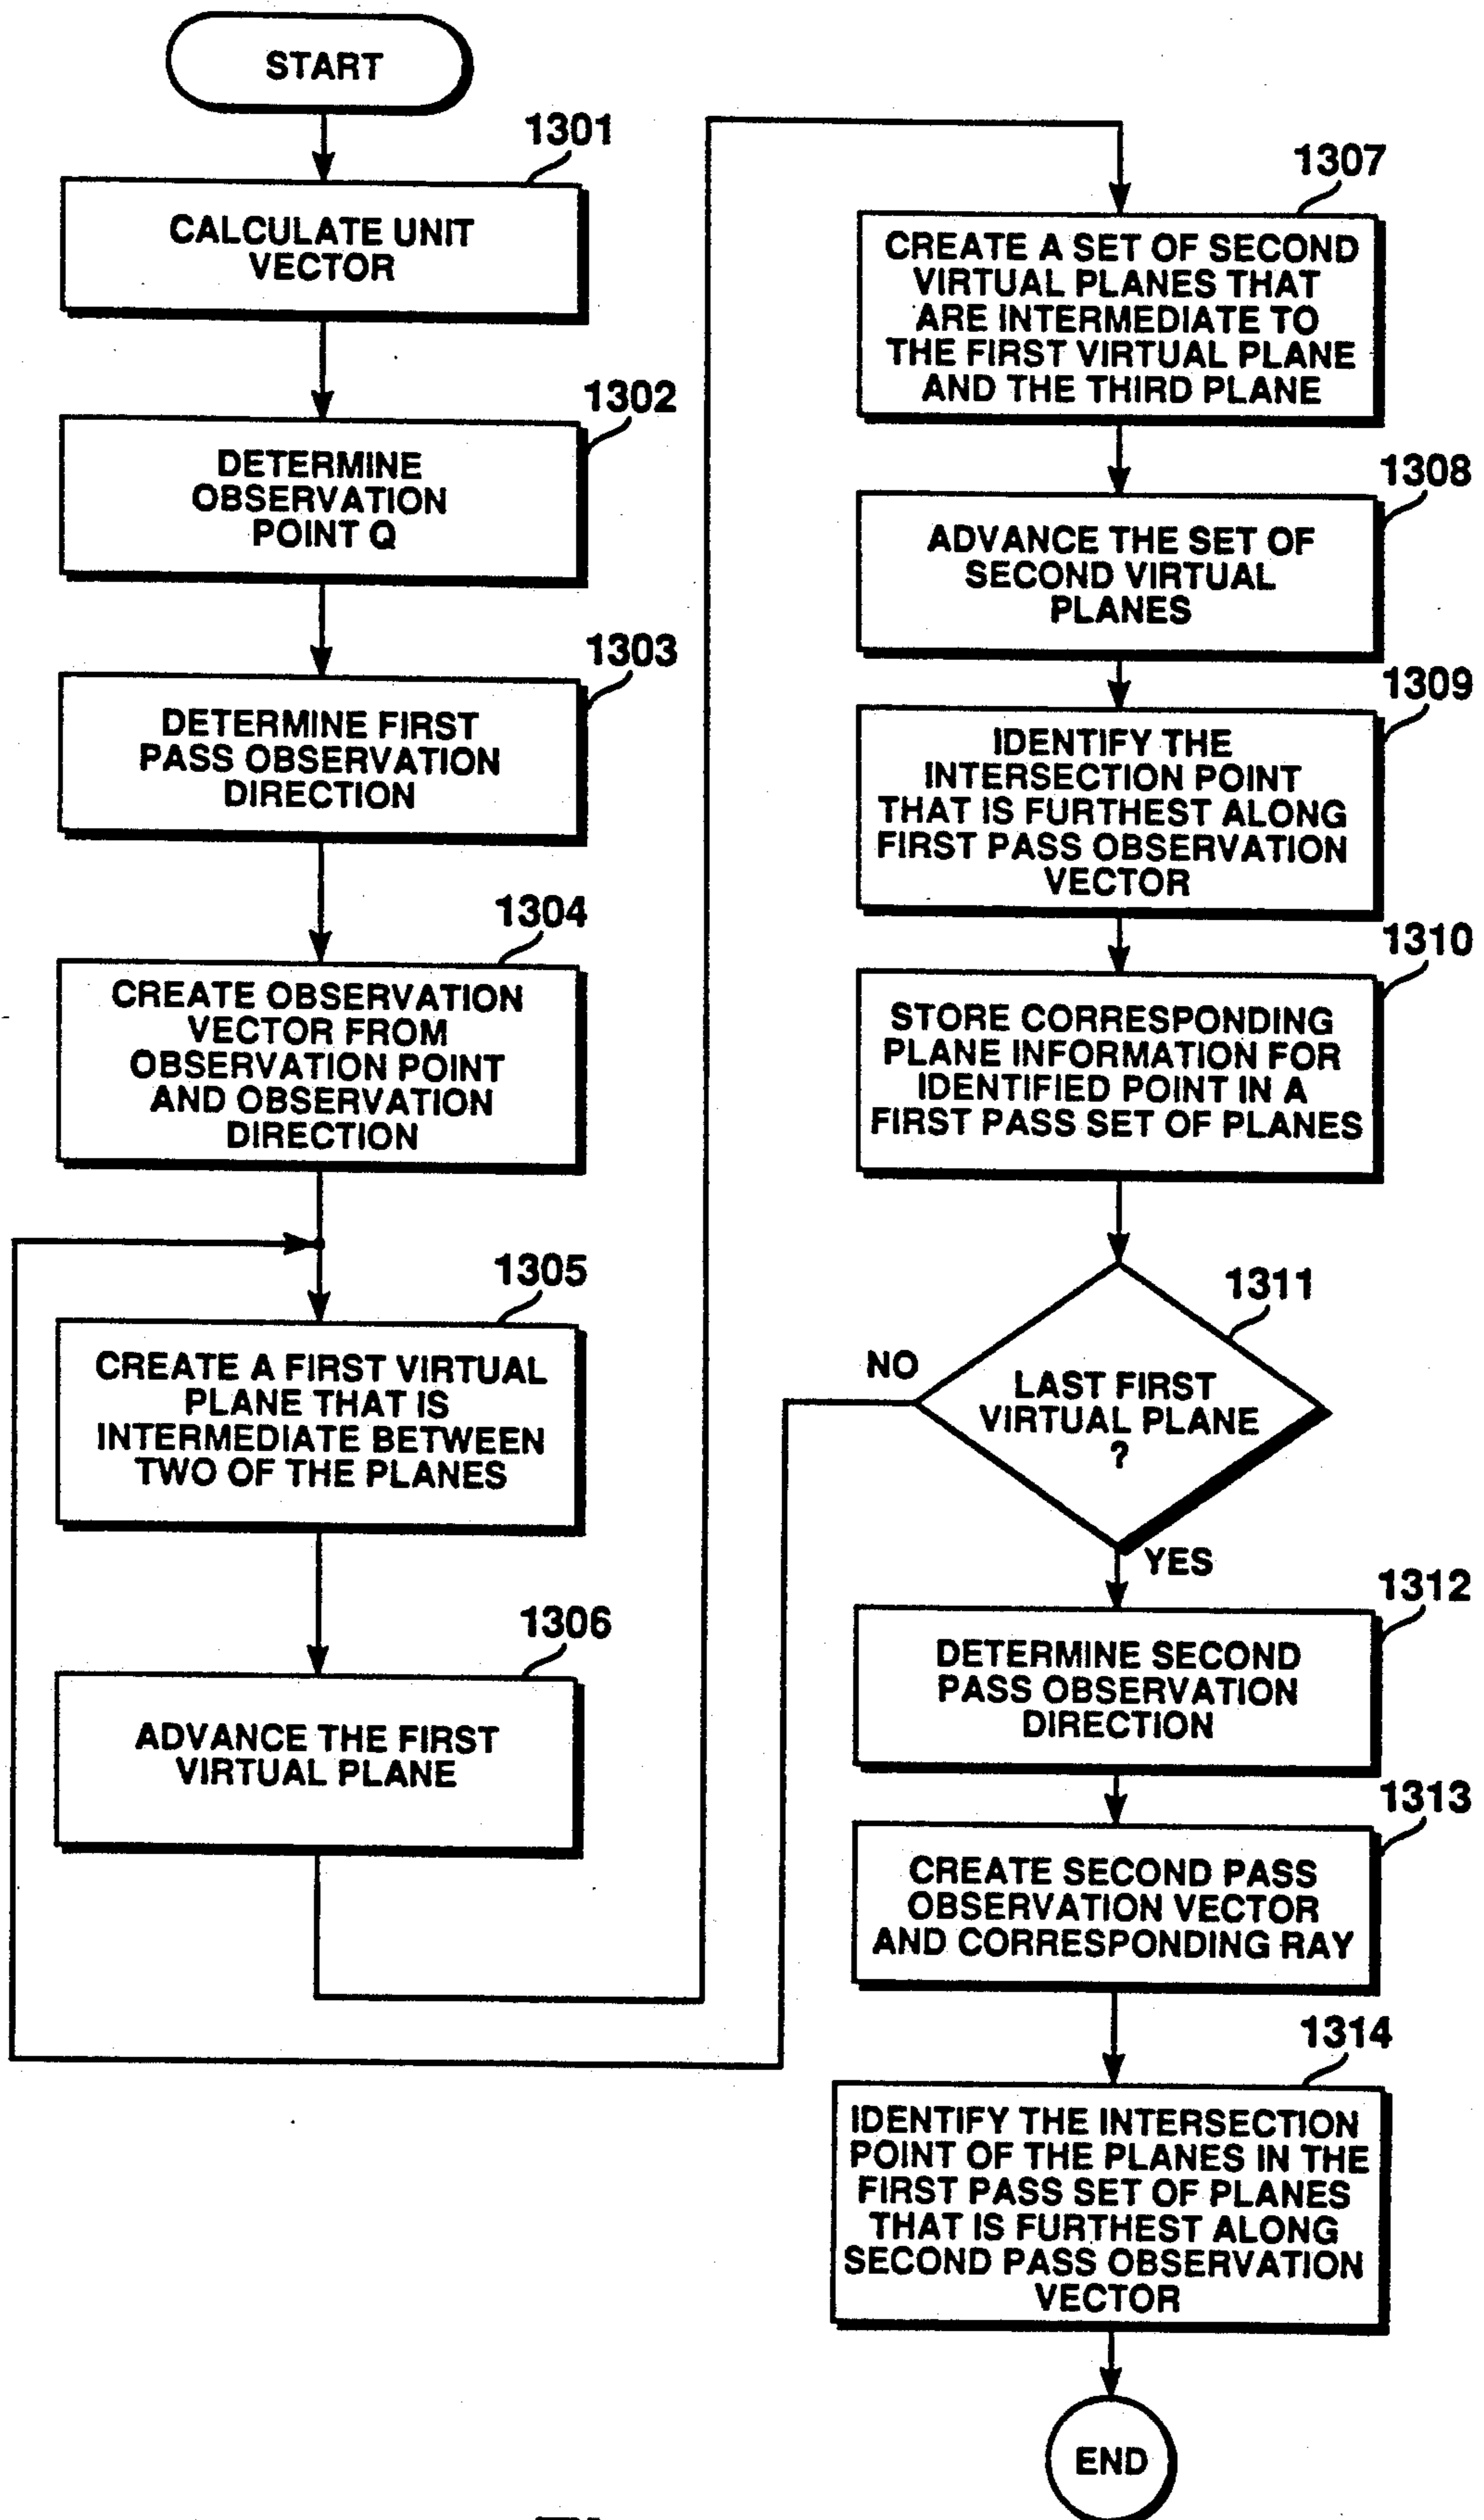 START
1301
CALCULATE UNIT
VECTOR
1302
DETERMINE
OBSERVATION
POINT Q
1303
DETERMINE FIRST
PASS OBSERVATION
DIRECTION
1304
CREATE OBSERVATION
VECTOR FROM
OBSERVATION POINT
AND OBSERVATION
DIRECTION
1305
CREATE A FIRST VIRTUAL
PLANE THAT IS
INTERMEDIATE BETWEEN
TWO OF THE PLANES
1306
ADVANCE THE FIRST
VIRTUAL PLANE
1307
CREATE A SET OF SECOND
VIRTUAL PLANES THAT
ARE INTERMEDIATE TO
THE FIRST VIRTUAL PLANE
AND THE THIRD PLANE
1308
ADVANCE THE SET OF
SECOND VIRTUAL
PLANES
1309
IDENTIFY THE
INTERSECTION POINT
THAT IS FURTHEST ALONG
FIRST PASS OBSERVATION
VECTOR
1310
STORE CORRESPONDING
PLANE INFORMATION FOR
IDENTIFIED POINT IN A
FIRST PASS SET OF PLANES
1311
NO
LAST FIRST
VIRTUAL PLANE
?
YES
1312
DETERMINE SECOND
PASS OBSERVATION
DIRECTION
1313
CREATE SECOND PASS
OBSERVATION VECTOR
AND CORRESPONDING RAY
1314
IDENTIFY THE INTERSECTION
POINT OF THE PLANES IN THE
FIRST PASS SET OF PLANES
THAT IS FURTHEST ALONG
SECOND PASS OBSERVATION
VECTOR
END